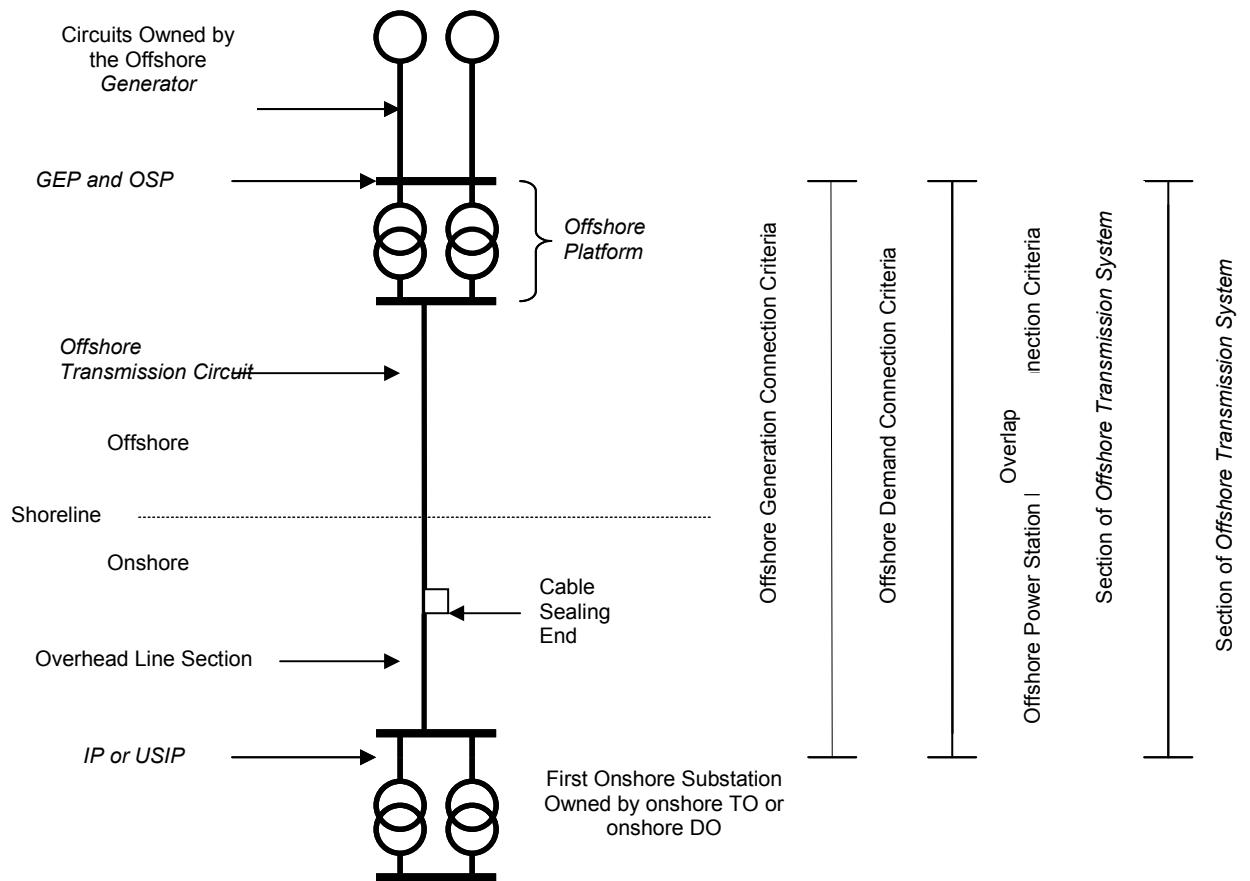 Circuits Owned by
the Offshore
Generator
GEP and OSP
Offshore
Platform
Offshore
Transmission Circuit
Offshore
Shoreline
Onshore
Cable
Sealing
End
Overhead Line Section
IP or USIP
First Onshore Substation
Owned by onshore TO or
onshore DO
Offshore Generation Connection Criteria
Offshore Demand Connection Criteria
Overlap
Offshore Power Station
nection Criteria
Section of Offshore Transmission System
Section of Offshore Transmission System